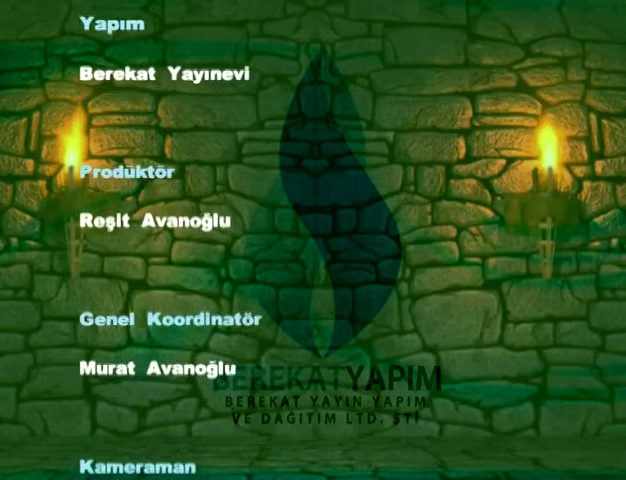 Yapım
Berekat Yayınevi
Prodüktör
Reşit Avanoğlu
Genel Koordinatör
Murat Avanoğlu
BEREKATYAPIM
BEREKAT YAYIN YAPIM
VE DAĞITIM LTD. ŞTİ
Kameraman